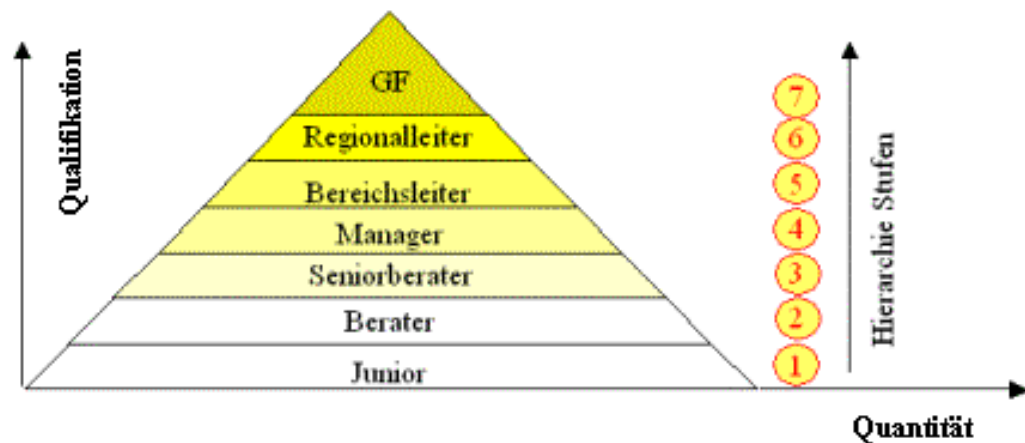 GF
Regionalleiter
Bereichsleiter
Manager
Seniorberater
Berater
Junior
Qualifikation
7
6
5
4
3
2
1
Hierarchie Stufen
Quantität